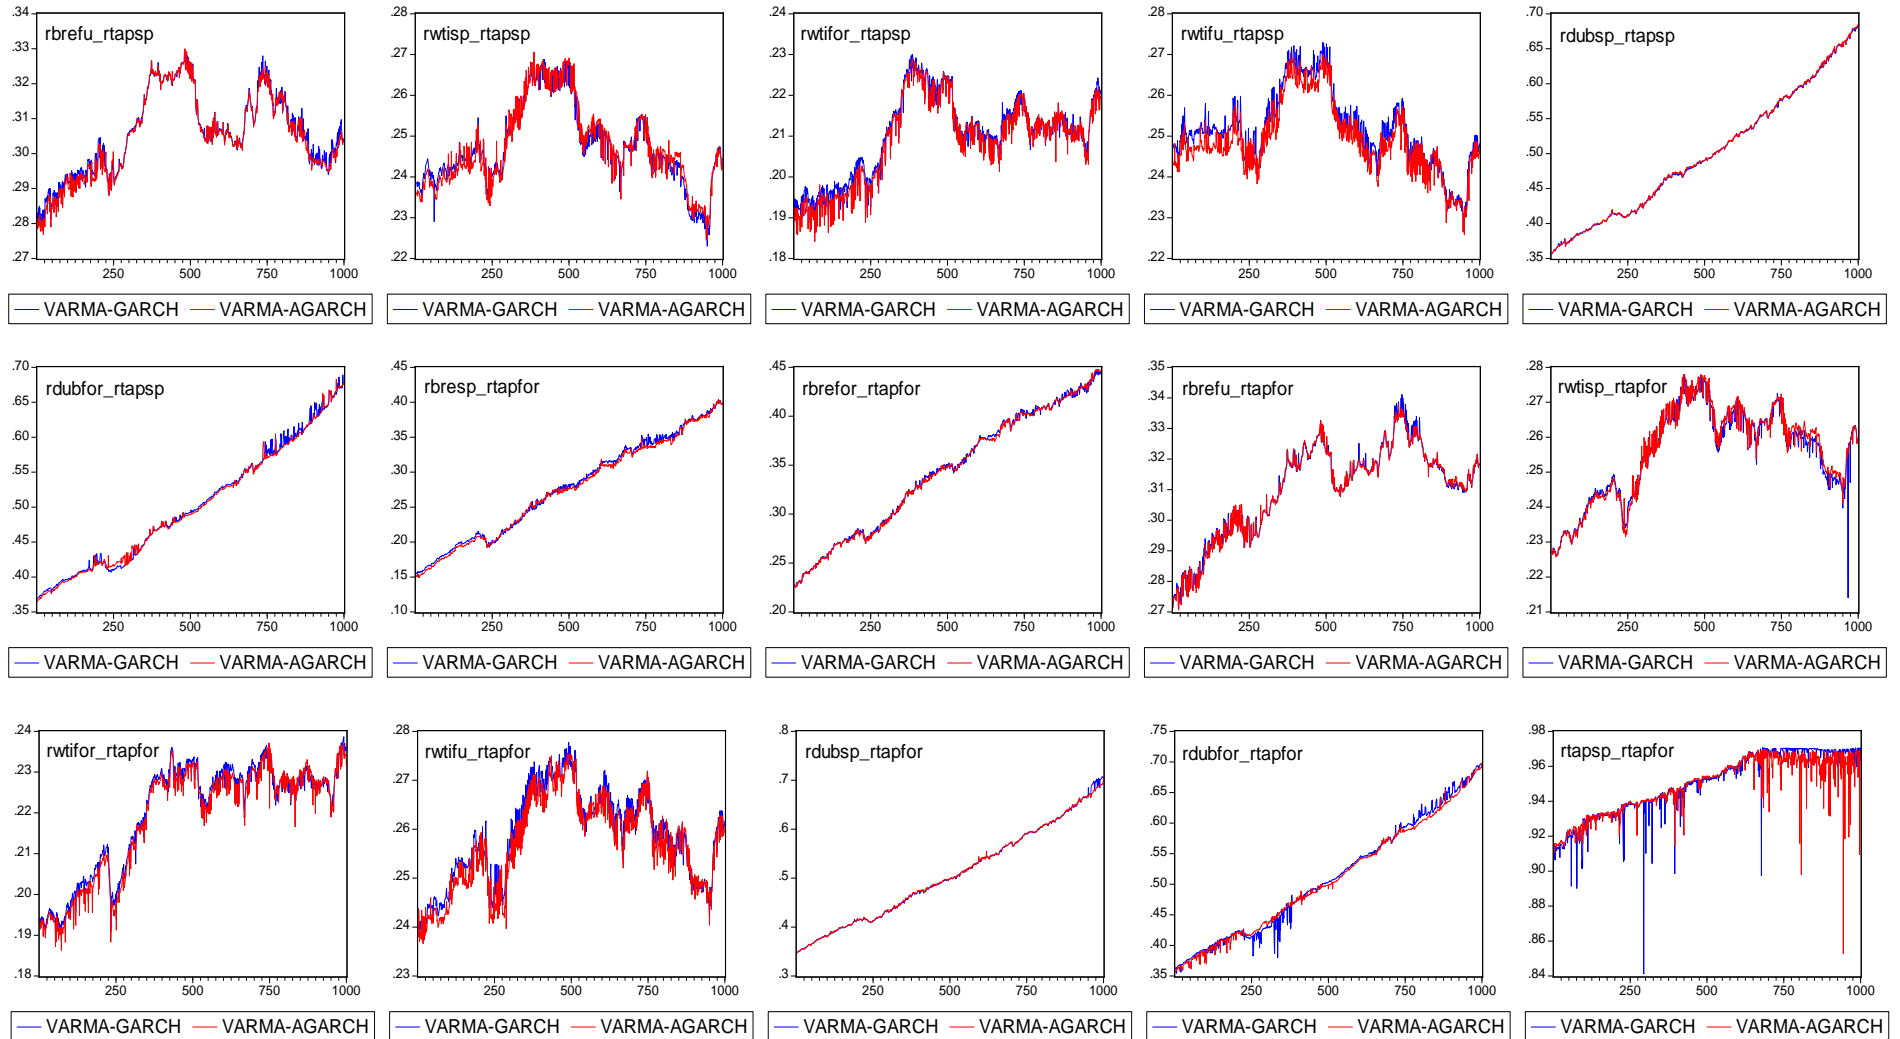 .34 .28 .24 .28 .70
rbrefu_rtapsp rwtisp_rtapsp rwtifor_rtapsp rwtifu_rtapsp rdubsp_rtapsp
.33 .27 .23 .27 .65
.32 .26 .22 .26 .60
.31 .25 .21 .25 .55
.30 .24 .20 .24 .50
.29 .23 .19 .23 .45
.28 .22 .18 .22 .40
.27 .35
250 500 750 1000 250 500 750 1000 250 500 750 1000 250 500 750 1000 250 500 750 1000
VARMA-GARCH VARMA-AGARCH VARMA-GARCH VARMA-AGARCH VARMA-GARCH VARMA-AGARCH VARMA-GARCH VARMA-AGARCH VARMA-GARCH VARMA-AGARCH
.70 .45 .45 .35 .28
rdubfor_rtapsp rbresp_rtapfor rbrefor_rtapfor rbrefu_rtapfor rwtisp_rtapfor
.65 .40 .40 .34 .27
.60 .35 .35 .33 .26
.55 .30 .30 .32 .25
.50 .25 .25 .31 .24
.45 .20 .20 .30 .23
.40 .15 .29 .22
.35 .10 .28 .21
.27
250 500 750 1000 250 500 750 1000 250 500 750 1000 250 500 750 1000 250 500 750 1000
VARMA-GARCH VARMA-AGARCH VARMA-GARCH VARMA-AGARCH VARMA-GARCH VARMA-AGARCH VARMA-GARCH VARMA-AGARCH VARMA-GARCH VARMA-AGARCH
.24 .28 .8 .75 .98
rwtifor_rtapfor rwtifu_rtapfor rdubsp_rtapfor rdubfor_rtapfor rtapsp_rtapfor
.23 .27 .7 .70 .96
.22 .26 .6 .65 .94
.21 .25 .5 .60 .92
.20 .24 .4 .55 .90
.19 .23 .3 .50 .88
.18 .45 .86
.40 .84
.35
250 500 750 1000 250 500 750 1000 250 500 750 1000 250 500 750 1000 250 500 750 1000
VARMA-GARCH VARMA-AGARCH VARMA-GARCH VARMA-AGARCH VARMA-GARCH VARMA-AGARCH VARMA-GARCH VARMA-AGARCH VARMA-GARCH VARMA-AGARCH